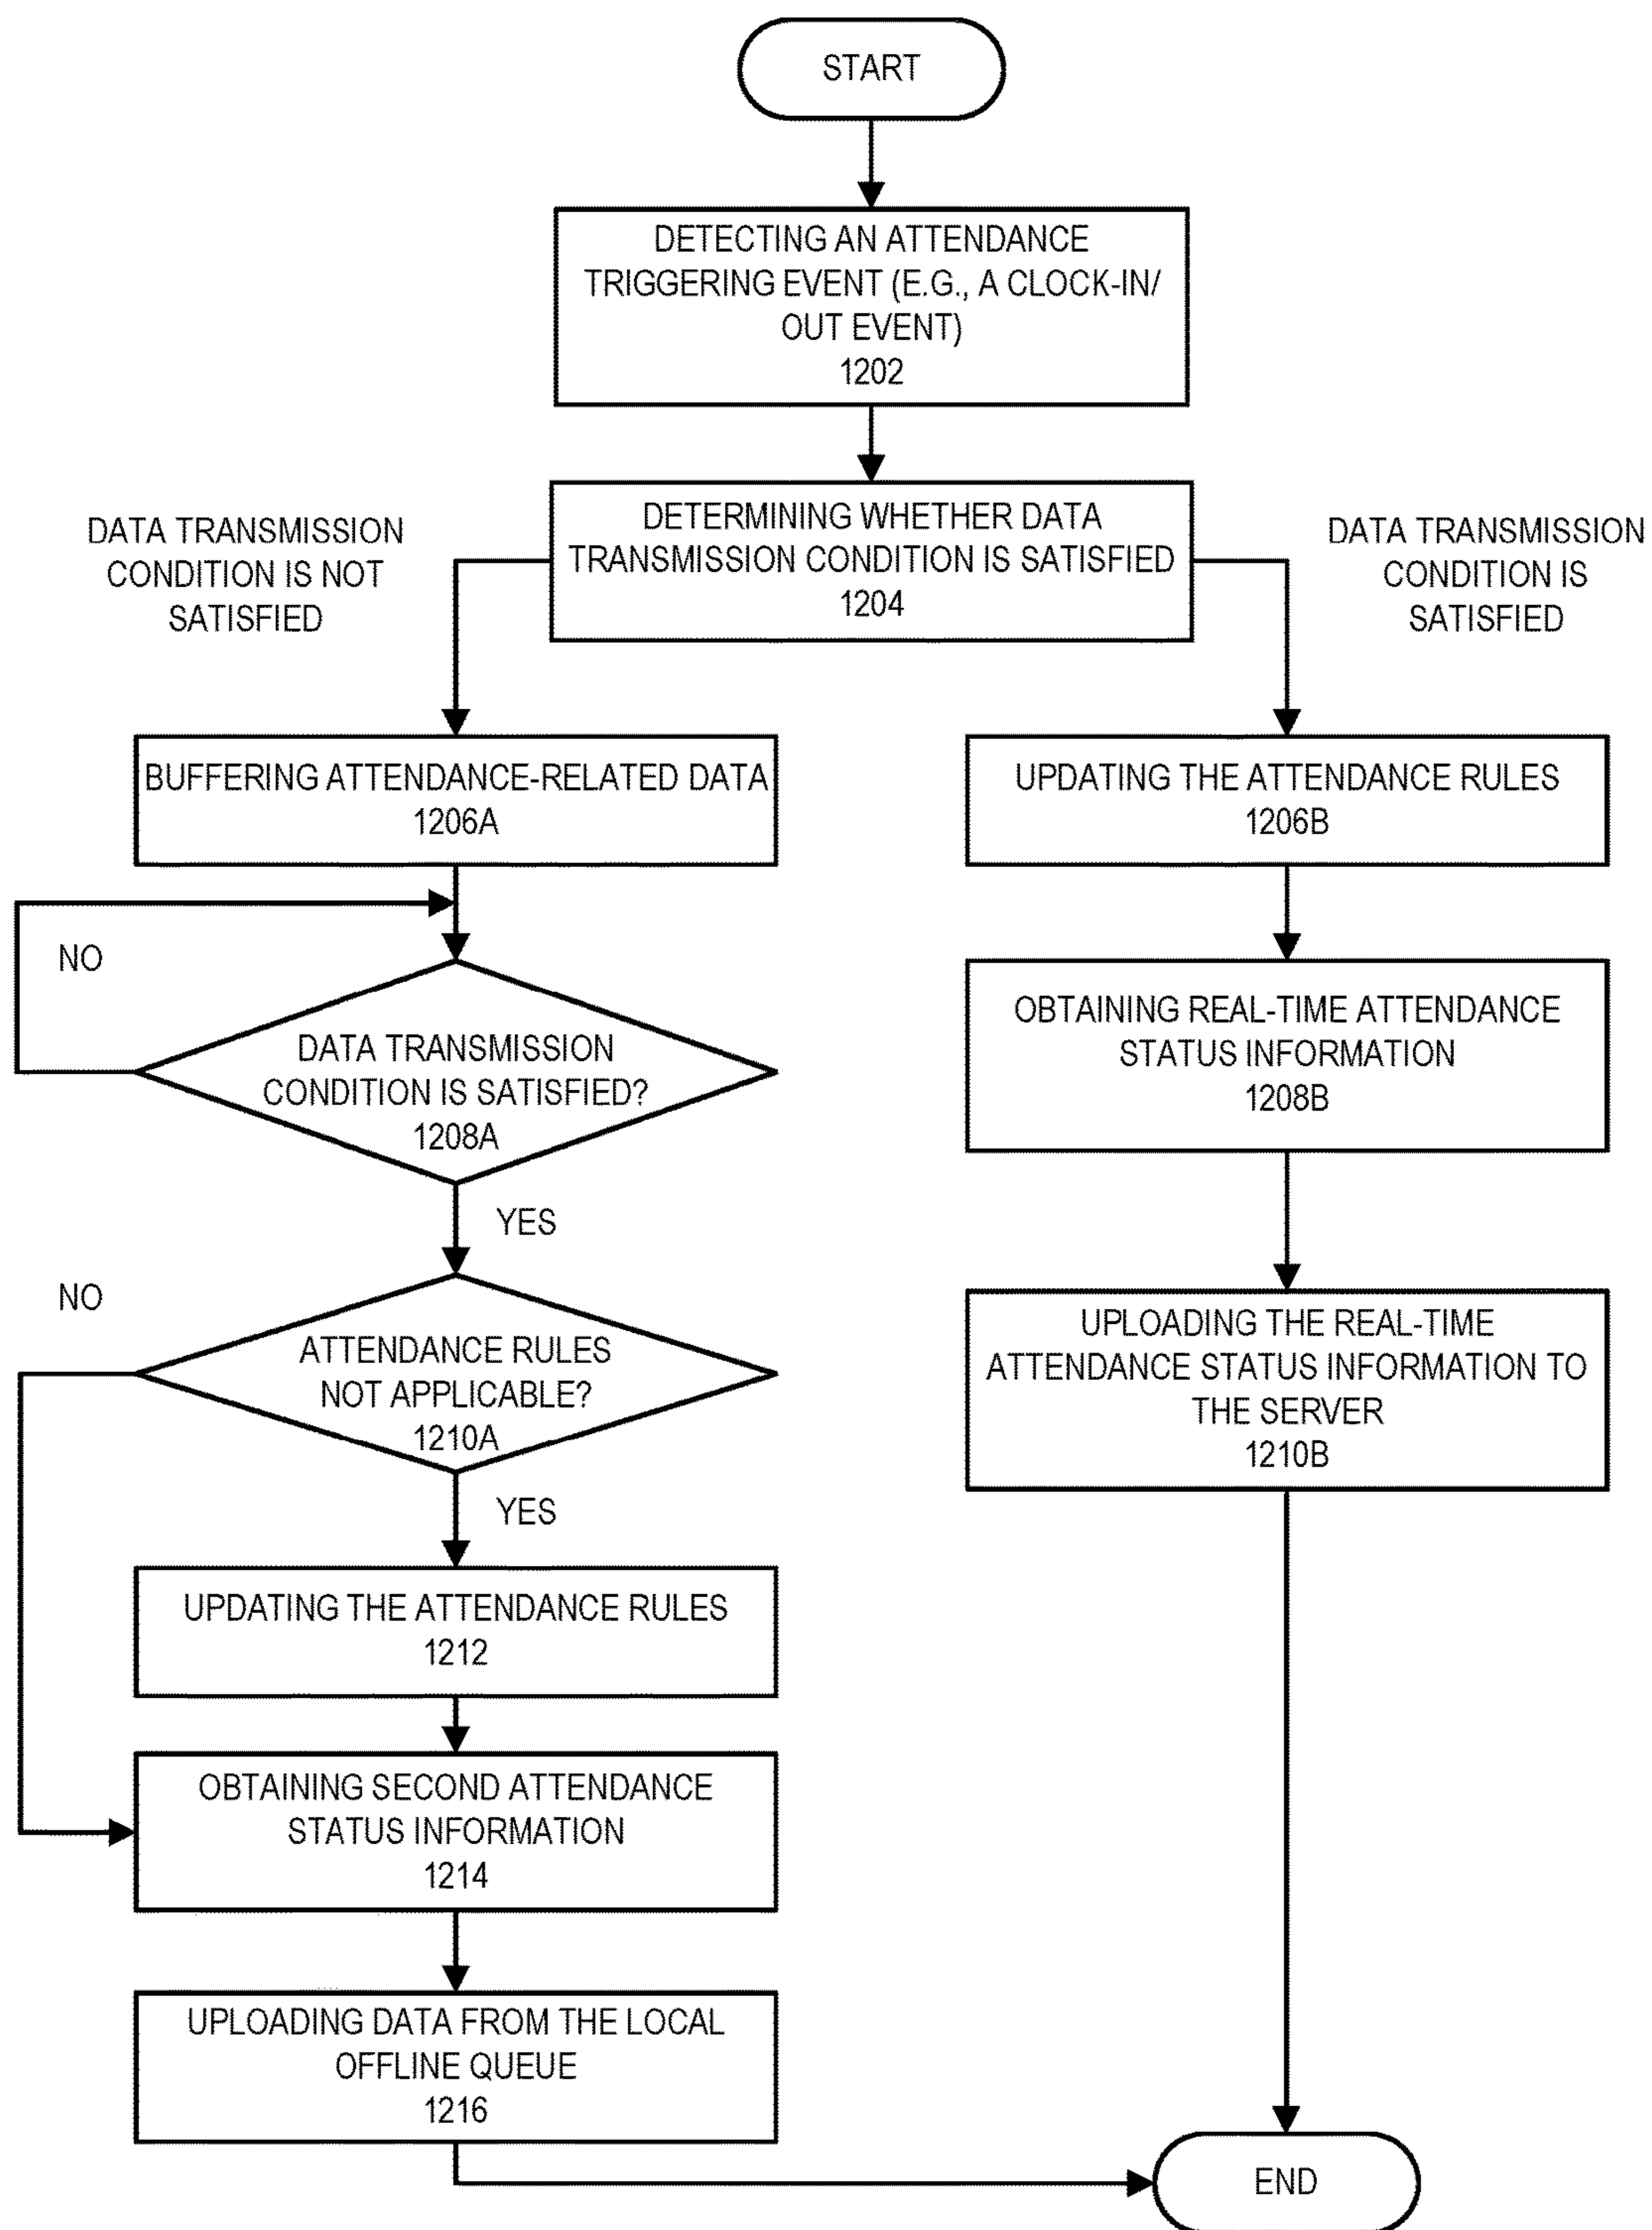 START
DETECTING AN ATTENDANCE
TRIGGERING EVENT (E.G., A CLOCK-IN/
OUT EVENT)
1202
DETERMINING WHETHER DATA
TRANSMISSION CONDITION IS SATISFIED
1204
DATA TRANSMISSION
CONDITION IS NOT
SATISFIED
DATA TRANSMISSION
CONDITION IS
SATISFIED
BUFFERING ATTENDANCE-RELATED DATA
1206A
NO
DATA TRANSMISSION
CONDITION IS SATISFIED?
1208A
YES
NO
ATTENDANCE RULES
NOT APPLICABLE?
1210A
YES
UPDATING THE ATTENDANCE RULES
1212
OBTAINING SECOND ATTENDANCE
STATUS INFORMATION
1214
UPLOADING DATA FROM THE LOCAL
OFFLINE QUEUE
1216
UPDATING THE ATTENDANCE RULES
1206B
OBTAINING REAL-TIME ATTENDANCE
STATUS INFORMATION
1208B
UPLOADING THE REAL-TIME
ATTENDANCE STATUS INFORMATION TO
THE SERVER
1210B
END